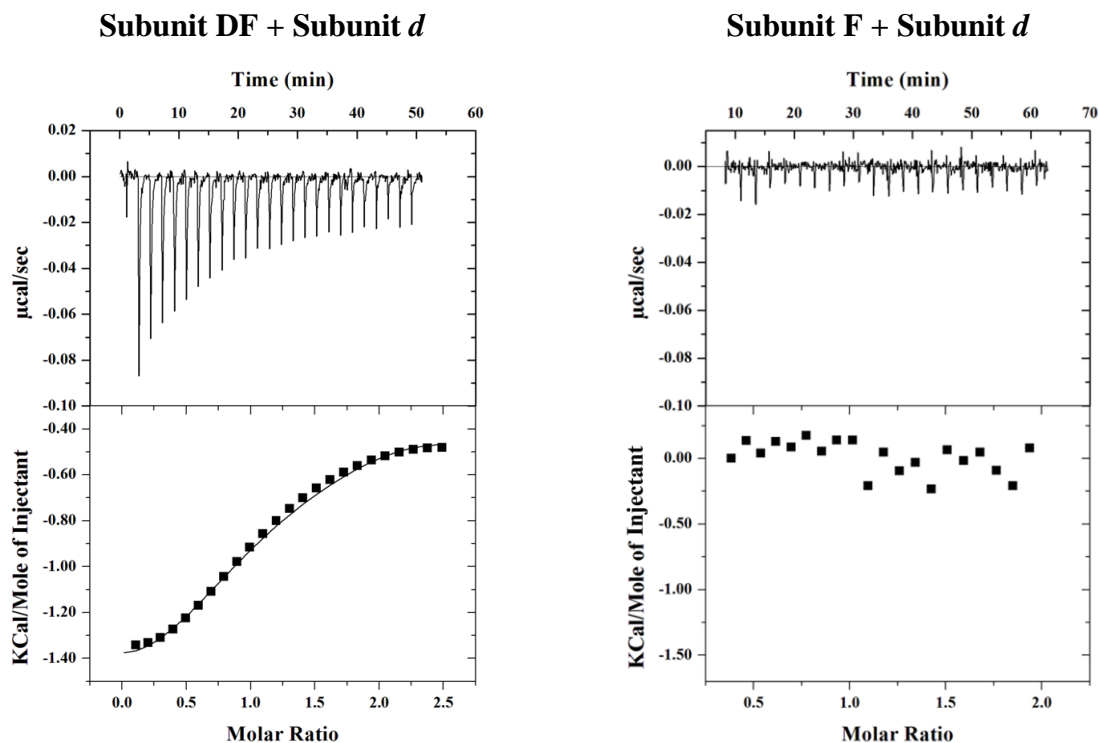 Subunit DF + Subunit d
Time (min)
0 10 20 30 40 50 60
0.02
0.00
-0.02
-0.04
-0.06
-0.08
-0.10
µcal/sec
-0.40
-0.60
-0.80
-1.00
-1.20
-1.40
KCal/Mole of Injectant
0.0 0.5 1.0 1.5 2.0 2.5
Molar Ratio
Subunit F + Subunit d
Time (min)
10 20 30 40 50 60 70
0.00
-0.02
-0.04
-0.06
-0.08
-0.10
µcal/sec
0.00
-0.50
-1.00
-1.50
KCal/Mole of Injectant
0.5 1.0 1.5 2.0
Molar Ratio